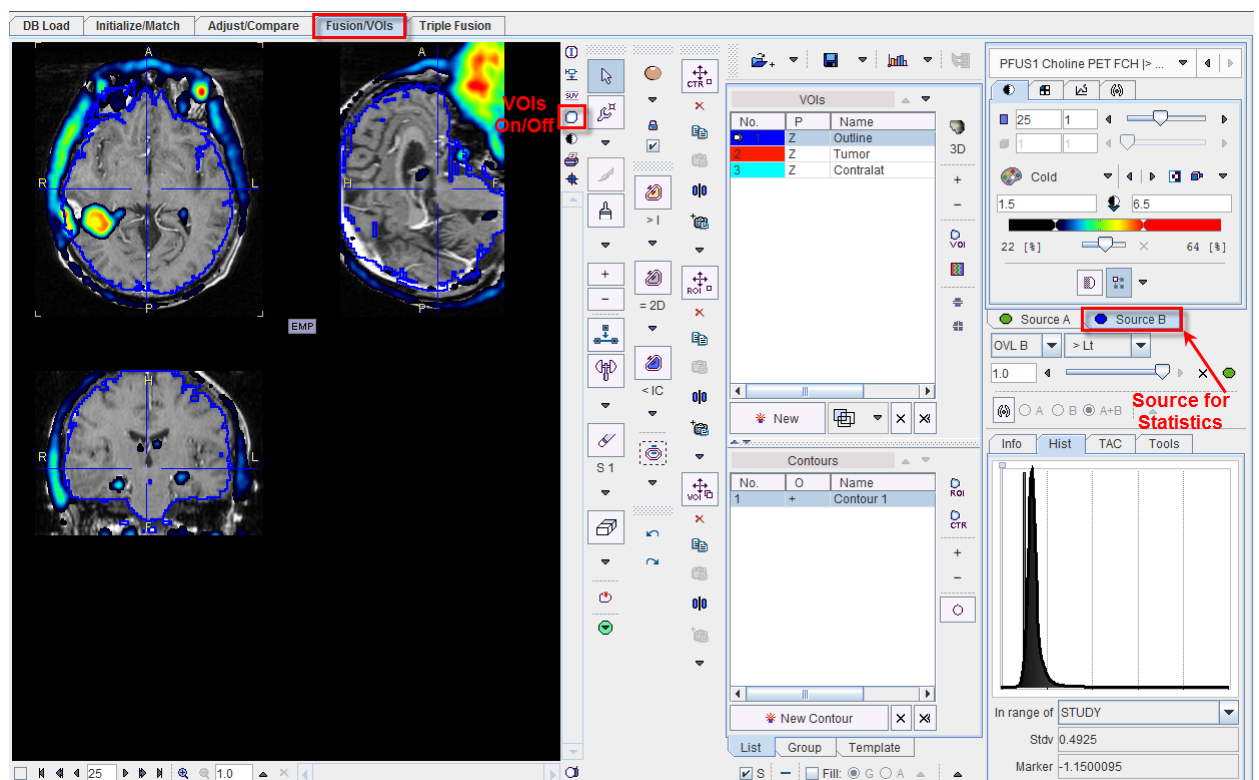 DB Load Initialize/Match Adjust/Compare Fusion/VOIs Triple Fusion
A
R
L
P
A
H
F
P
EMP
H
R
L
F
SUV
VOIs
On/Off
> I
= 2D
< IC
S 1
CTR
ROI
VOI
VOIs
No. P Name
1 Z Outline
2 Z Tumor
3 Z Contralat
3D
+
−
VOI
New
Contours
No. O Name
1 + Contour 1
ROI
CTR
+
−
New Contour
List Group Template
S Fill: G A
25 1.0
PFUS1 Choline PET FCH |> ...
25 1
1 1
Cold
1.5 6.5
22 [%] 64 [%]
Source A Source B
OVL B > Lt
1.0
A B A+B
Source for
Statistics
Info Hist TAC Tools
In range of STUDY
Stdv 0.4925
Marker -1.1500095